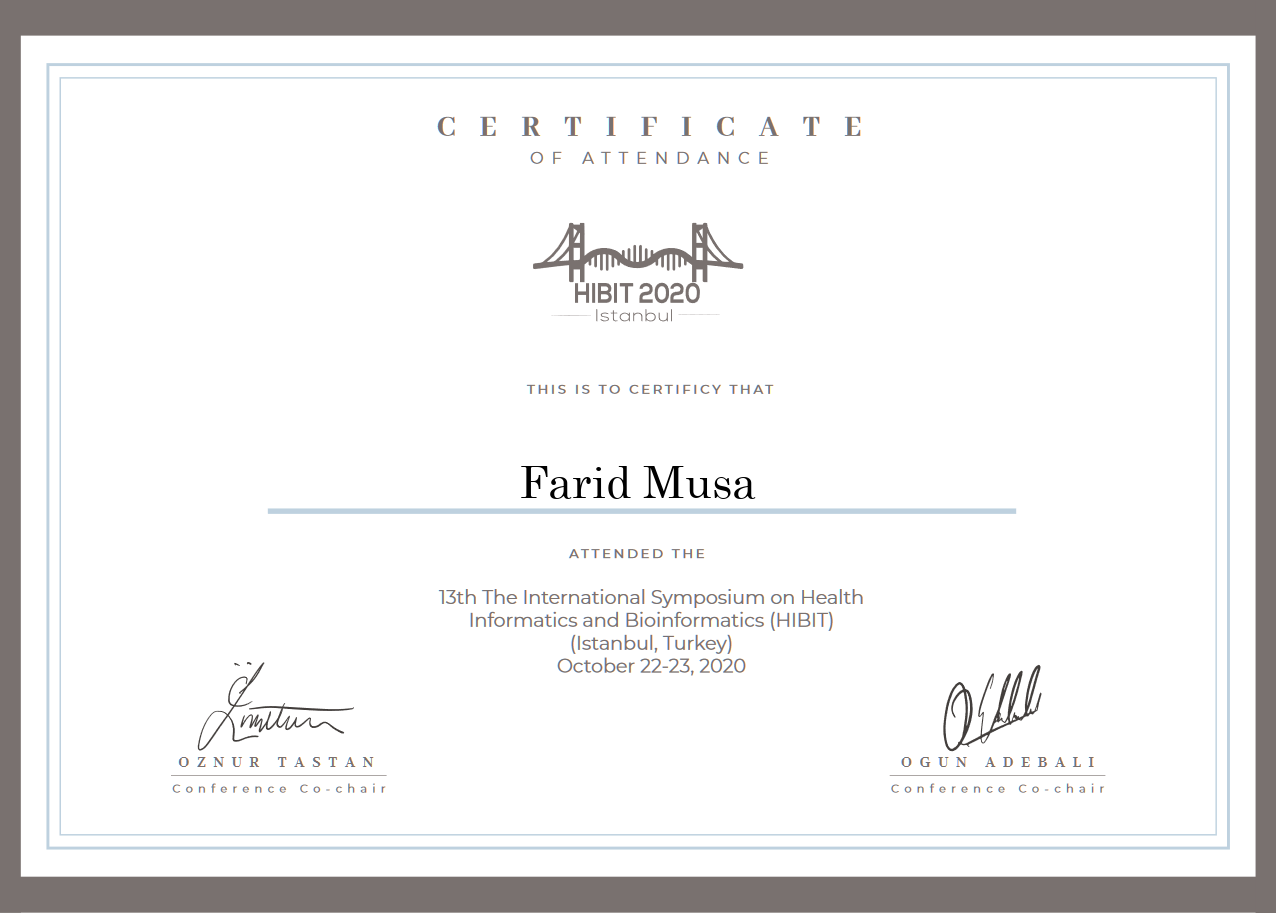 CERTIFICATE
OF ATTENDANCE
HIBIT 2020
Istanbul
THIS IS TO CERTIFICY THAT
Farid Musa
ATTENDED THE
13th The International Symposium on Health
Informatics and Bioinformatics (HIBIT)
(Istanbul, Turkey)
October 22-23, 2020
OZNUR TASTAN
Conference Co-chair
OGUN ADEBALI
Conference Co-chair